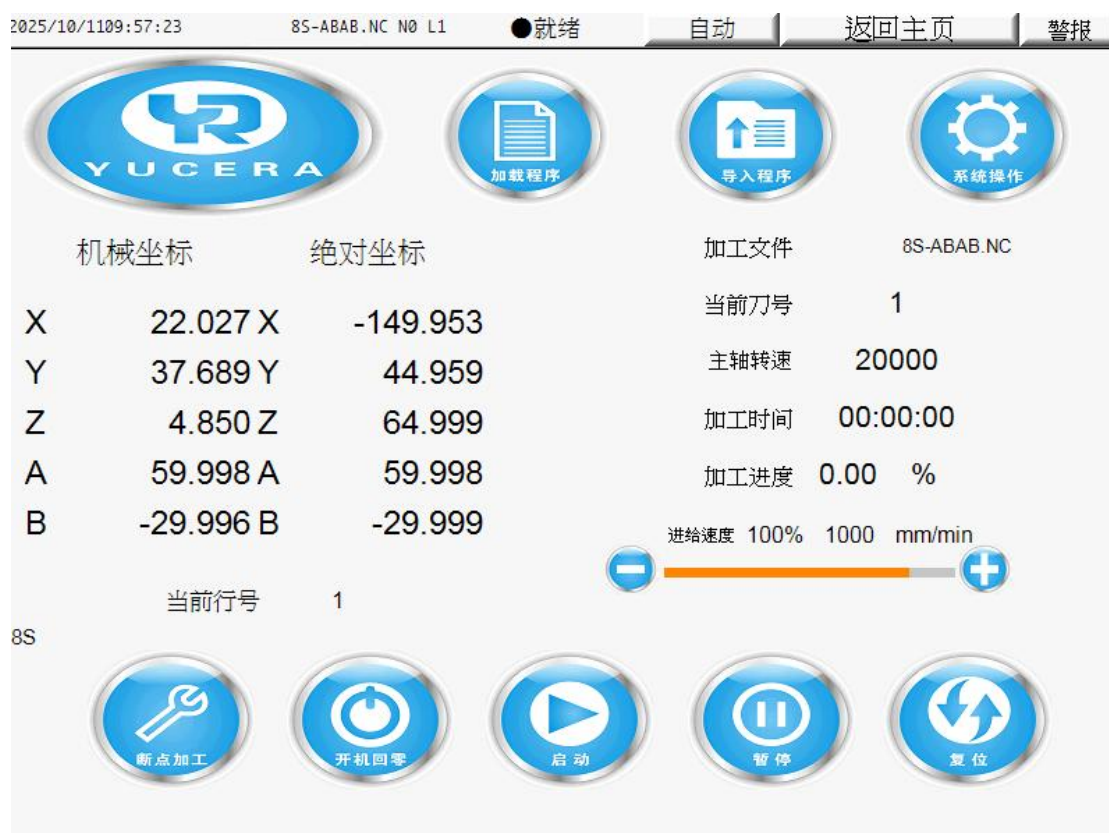 2025/10/1109:57:23 8S-ABAB.NC N0 L1 ●就绪 自动 返回主页 警报
YR
YUCERA
加载程序
导入程序
系统操作
机械坐标 绝对坐标
X 22.027 X -149.953
Y 37.689 Y 44.959
Z 4.850 Z 64.999
A 59.998 A 59.998
B -29.996 B -29.999
当前行号 1
8S
加工文件 8S-ABAB.NC
当前刀号 1
主轴转速 20000
加工时间 00:00:00
加工进度 0.00 %
进给速度 100% 1000 mm/min
断点加工
开机回零
启动
暂停
复位